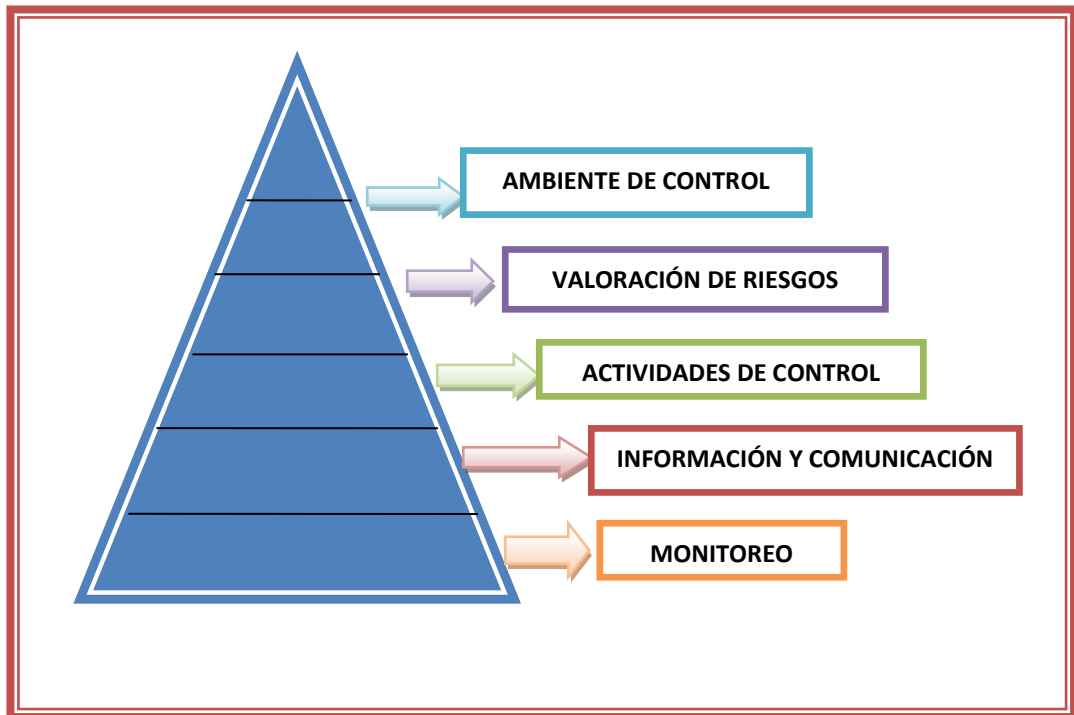 AMBIENTE DE CONTROL
VALORACIÓN DE RIESGOS
ACTIVIDADES DE CONTROL
INFORMACIÓN Y COMUNICACIÓN
MONITOREO